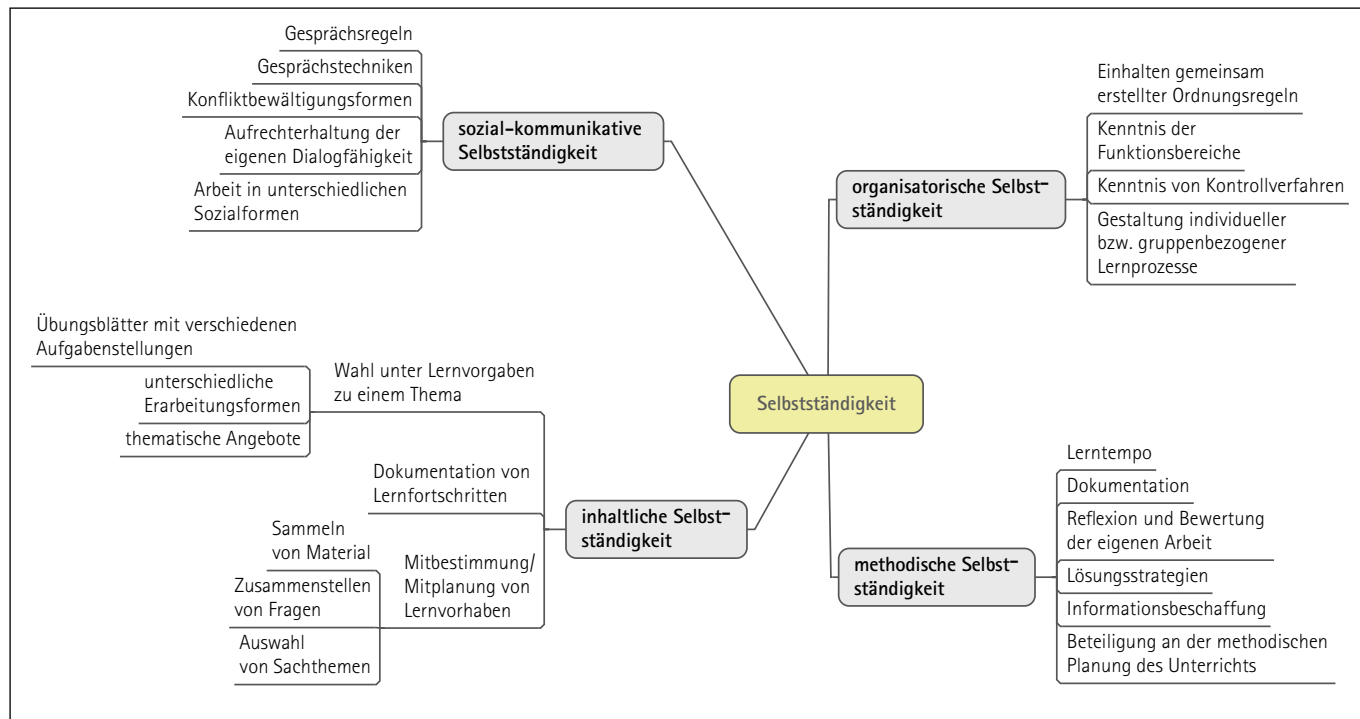 Gesprächsregeln
Gesprächstechniken
Konfliktbewältigungsformen
Aufrechterhaltung der
eigenen Dialogfähigkeit
Arbeit in unterschiedlichen
Sozialformen
sozial-kommunikative
Selbstständigkeit
Einhalten gemeinsam
erstellter Ordnungsregeln
Kenntnis der
Funktionsbereiche
Kenntnis von Kontrollverfahren
Gestaltung individueller
bzw. gruppenbezogener
Lernprozesse
organisatorische Selbst-
ständigkeit
Selbstständigkeit
Übungsblätter mit verschiedenen
Aufgabenstellungen
unterschiedliche
Erarbeitungsformen
thematische Angebote
Wahl unter Lernvorgaben
zu einem Thema
Dokumentation von
Lernfortschritten
Sammeln
von Material
Zusammenstellen
von Fragen
Auswahl
von Sachthemen
Mitbestimmung/
Mitplanung von
Lernvorhaben
inhaltliche Selbst-
ständigkeit
methodische Selbst-
ständigkeit
Lerntempo
Dokumentation
Reflexion und Bewertung
der eigenen Arbeit
Lösungsstrategien
Informationsbeschaffung
Beteiligung an der methodischen
Planung des Unterrichts